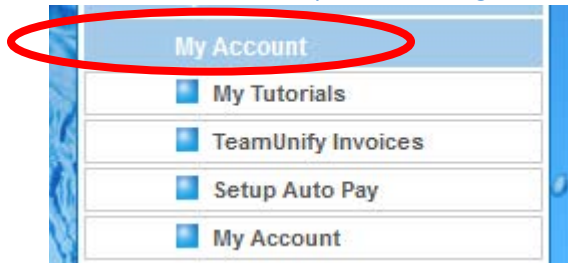 My Account
My Tutorials
TeamUnify Invoices
Setup Auto Pay
My Account